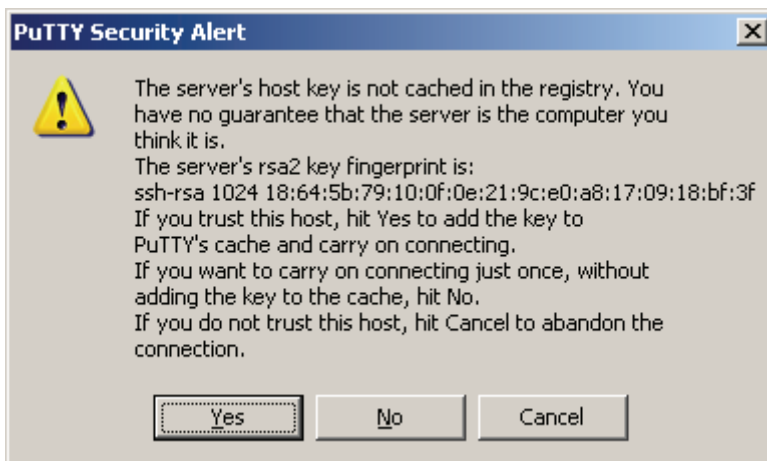 PuTTY Security Alert
The server's host key is not cached in the registry. You
have no guarantee that the server is the computer you
think it is.
The server's rsa2 key fingerprint is:
ssh-rsa 1024 18:64:5b:79:10:0f:0e:21:9c:e0:a8:17:09:18:bf:3f
If you trust this host, hit Yes to add the key to
PuTTY's cache and carry on connecting.
If you want to carry on connecting just once, without
adding the key to the cache, hit No.
If you do not trust this host, hit Cancel to abandon the
connection.
Yes No Cancel